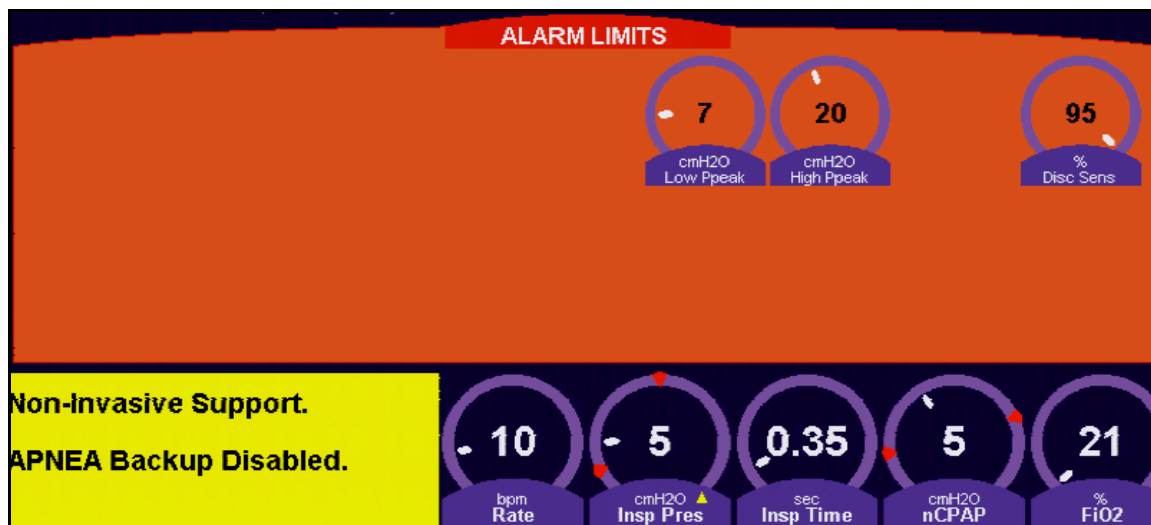 ALARM LIMITS
7
20
95
cmH2O
Low Ppeak
cmH2O
High Ppeak
%
Disc Sens
Non-Invasive Support.
APNEA Backup Disabled.
10
5
0.35
5
21
bpm
Rate
cmH2O
Insp Pres
sec
Insp Time
cmH2O
nCPAP
%
FiO2